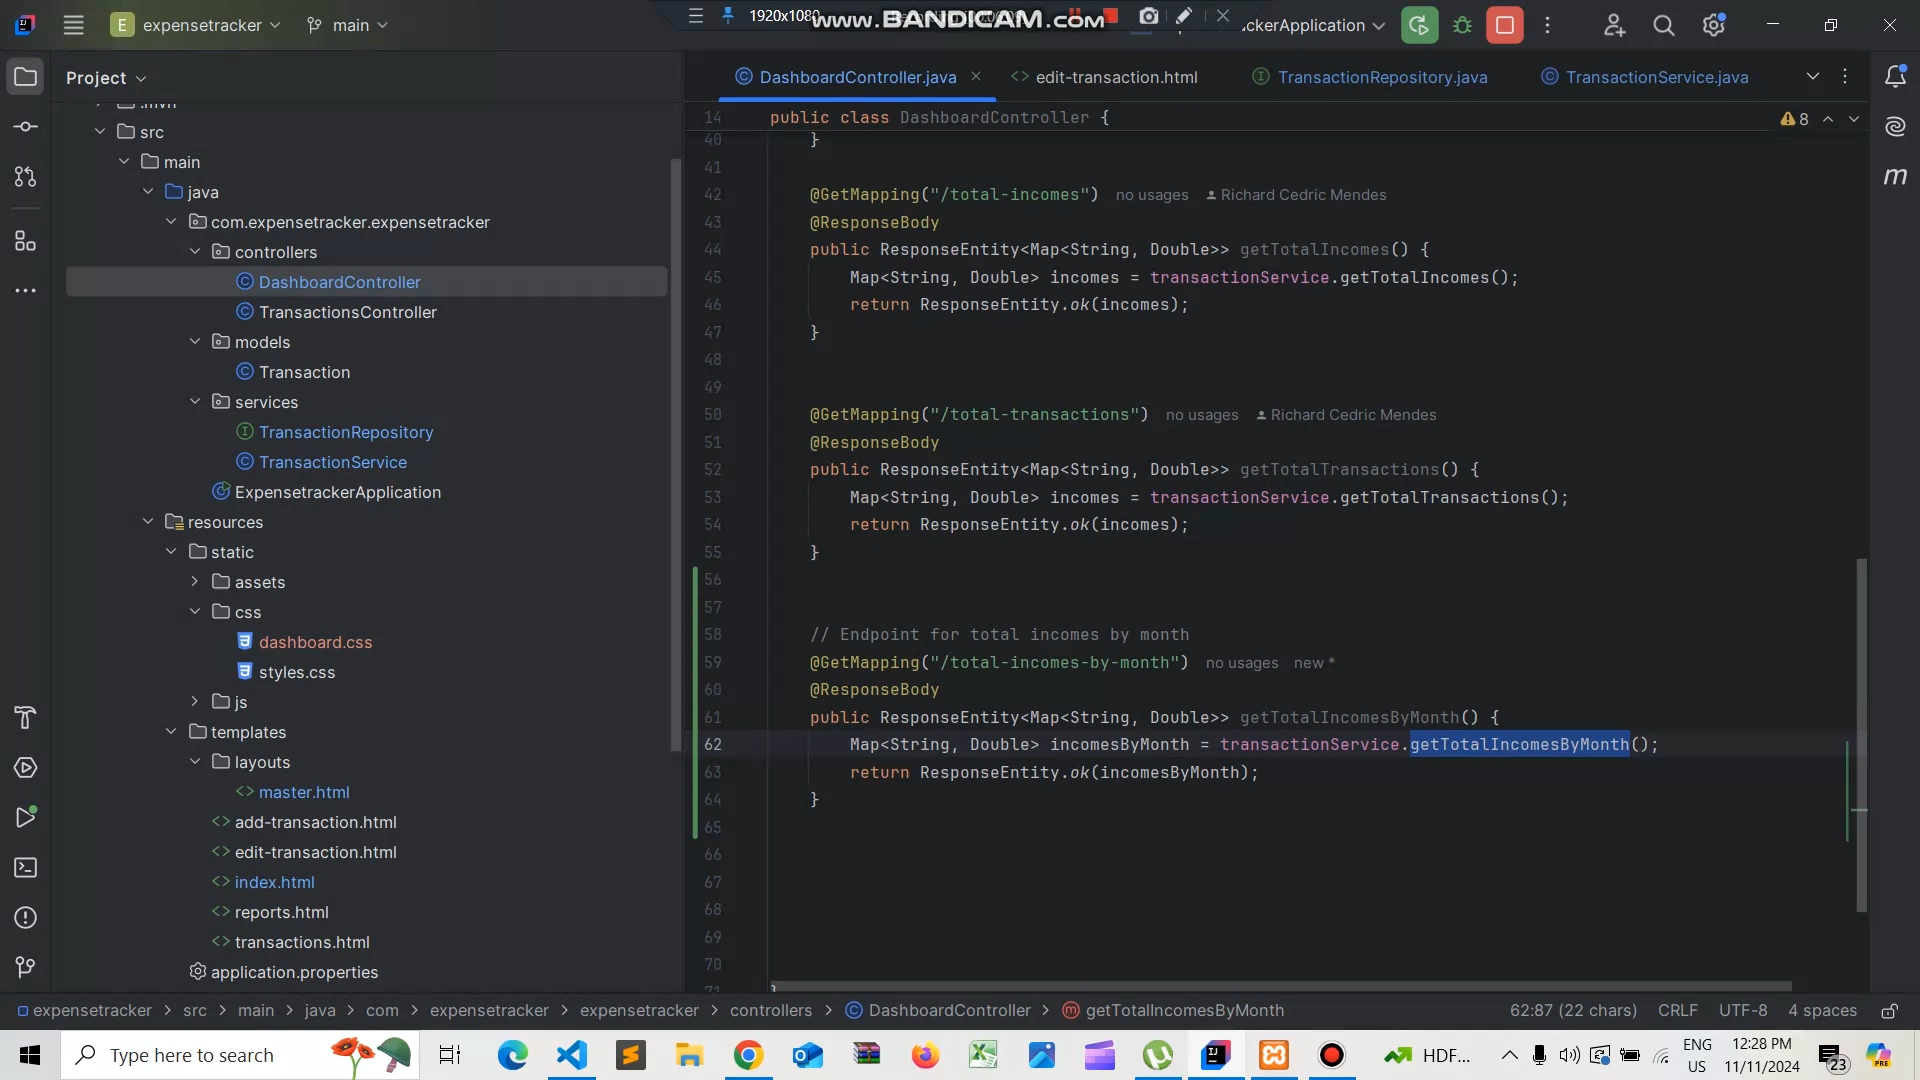 E expensetracker main
1920x1080
www.BANDICAM.com
ckerApplication
Project
.mvn
src
main
java
com.expensetracker.expensetracker
controllers
DashboardController
TransactionsController
models
Transaction
services
TransactionRepository
TransactionService
ExpensetrackerApplication
resources
static
assets
css
dashboard.css
styles.css
js
templates
layouts
master.html
add-transaction.html
edit-transaction.html
index.html
reports.html
transactions.html
application.properties
DashboardController.java edit-transaction.html TransactionRepository.java TransactionService.java
14 public class DashboardController { 8
40 }
41
42 @GetMapping("/total-incomes") no usages Richard Cedric Mendes
43 @ResponseBody
44 public ResponseEntity<Map<String, Double>> getTotalIncomes() {
45 Map<String, Double> incomes = transactionService.getTotalIncomes();
46 return ResponseEntity.ok(incomes);
47 }
48
49
50 @GetMapping("/total-transactions") no usages Richard Cedric Mendes
51 @ResponseBody
52 public ResponseEntity<Map<String, Double>> getTotalTransactions() {
53 Map<String, Double> incomes = transactionService.getTotalTransactions();
54 return ResponseEntity.ok(incomes);
55 }
56
57
58 // Endpoint for total incomes by month
59 @GetMapping("/total-incomes-by-month") no usages new *
60 @ResponseBody
61 public ResponseEntity<Map<String, Double>> getTotalIncomesByMonth() {
62 Map<String, Double> incomesByMonth = transactionService.getTotalIncomesByMonth();
63 return ResponseEntity.ok(incomesByMonth);
64 }
65
66
67
68
69
70
71 }
expensetracker > src > main > java > com > expensetracker > expensetracker > controllers > DashboardController > getTotalIncomesByMonth 62:87 (22 chars) CRLF UTF-8 4 spaces
Type here to search HDF... ENG US 12:28 PM 11/11/2024 23